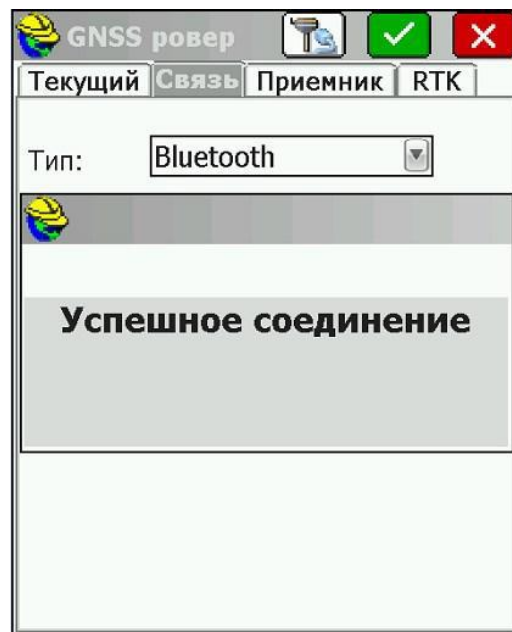 GNSS ровер
Текущий Связь Приемник RTK
Тип: Bluetooth
Успешное соединение